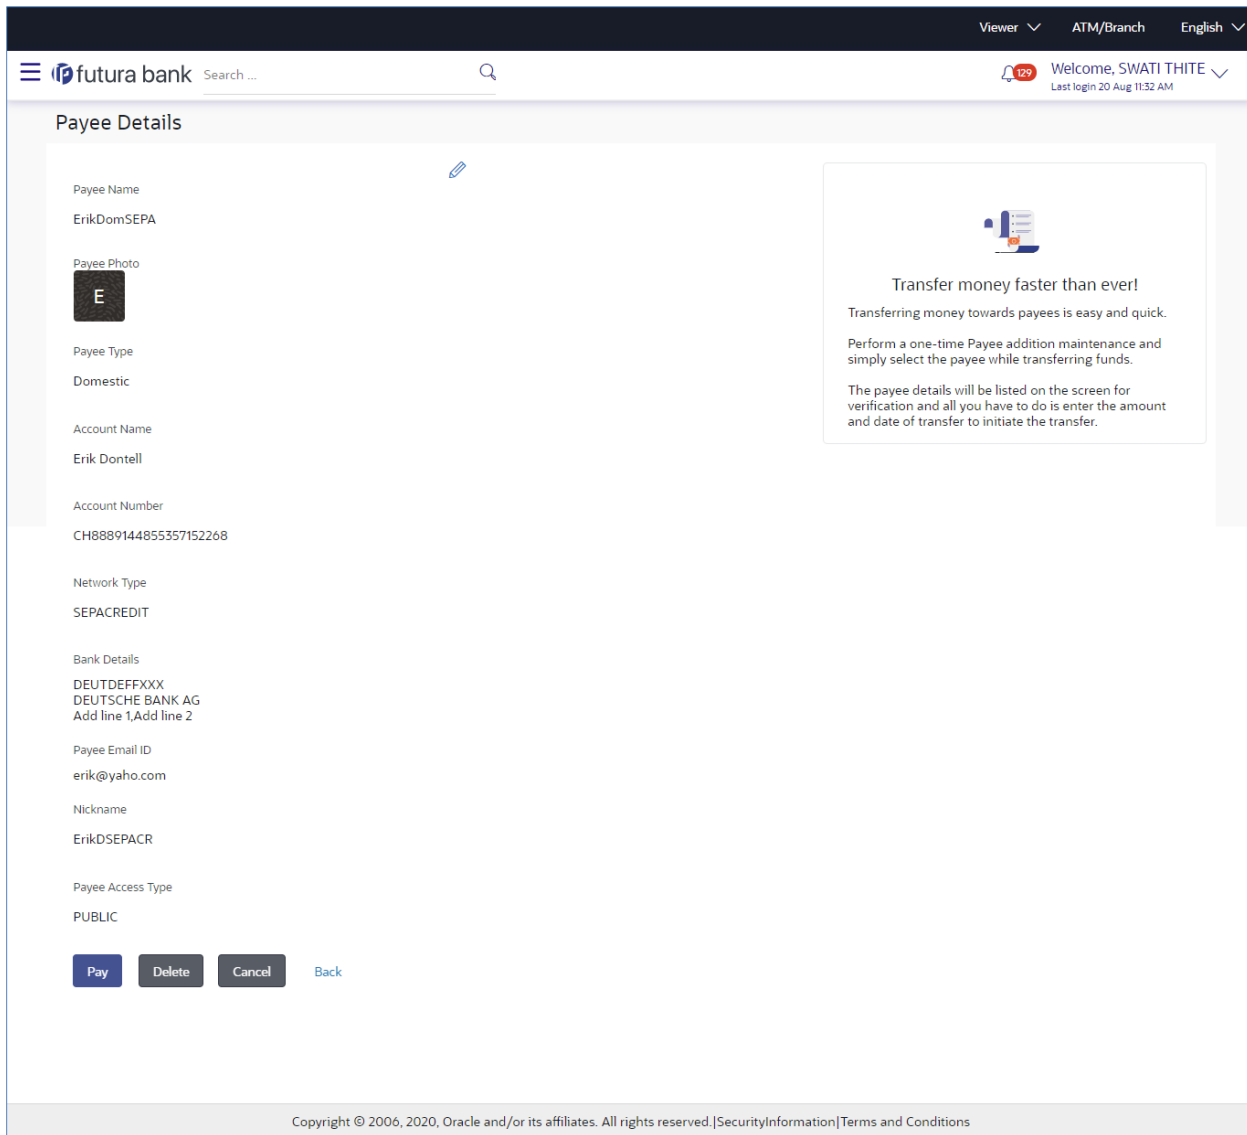 Viewer ATM/Branch English
futura bank Search ... 129 Welcome, SWATI THITE
Last login 20 Aug 11:32 AM
Payee Details
Payee Name
ErikDomSEPA
Payee Photo
E
Payee Type
Domestic
Account Name
Erik Dontell
Account Number
CH8889144855357152268
Network Type
SEPACREDIT
Bank Details
DEUTDEFFXXX
DEUTSCHE BANK AG
Add line 1,Add line 2
Payee Email ID
erik@yaho.com
Nickname
ErikDSEPACR
Payee Access Type
PUBLIC
Pay Delete Cancel Back
Transfer money faster than ever!
Transferring money towards payees is easy and quick.
Perform a one-time Payee addition maintenance and
simply select the payee while transferring funds.
The payee details will be listed on the screen for
verification and all you have to do is enter the amount
and date of transfer to initiate the transfer.
Copyright © 2006, 2020, Oracle and/or its affiliates. All rights reserved.|SecurityInformation|Terms and Conditions